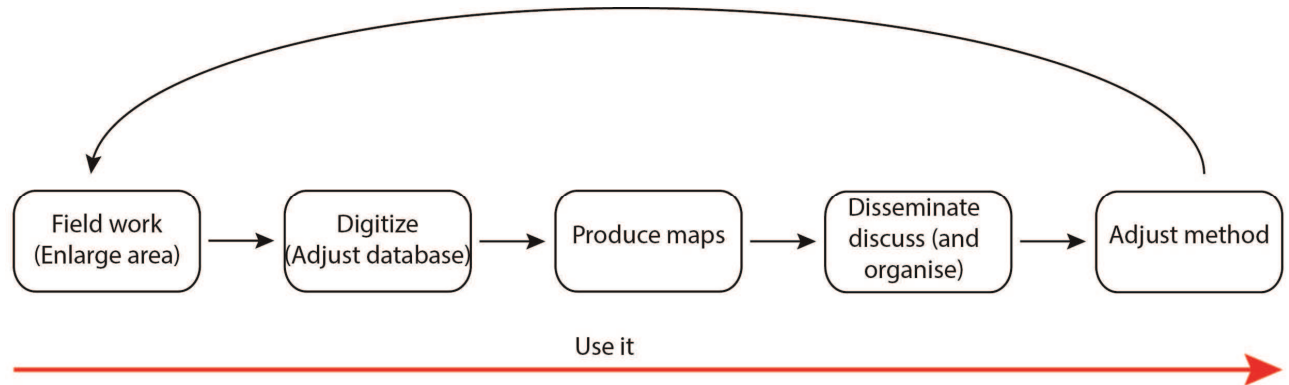 Field work
(Enlarge area)
Digitize
(Adjust database)
Produce maps
Disseminate
discuss (and
organise)
Adjust method
Use it